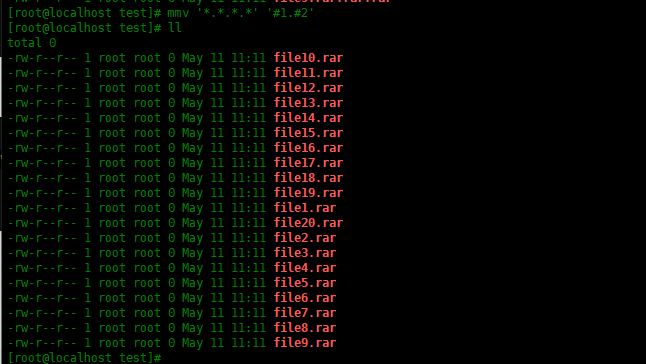 [root@localhost test]# mmv '*.*.*.*' '#1.#2'
[root@localhost test]# ll
total 0
-rw-r--r-- 1 root root 0 May 11 11:11 file10.rar
-rw-r--r-- 1 root root 0 May 11 11:11 file11.rar
-rw-r--r-- 1 root root 0 May 11 11:11 file12.rar
-rw-r--r-- 1 root root 0 May 11 11:11 file13.rar
-rw-r--r-- 1 root root 0 May 11 11:11 file14.rar
-rw-r--r-- 1 root root 0 May 11 11:11 file15.rar
-rw-r--r-- 1 root root 0 May 11 11:11 file16.rar
-rw-r--r-- 1 root root 0 May 11 11:11 file17.rar
-rw-r--r-- 1 root root 0 May 11 11:11 file18.rar
-rw-r--r-- 1 root root 0 May 11 11:11 file19.rar
-rw-r--r-- 1 root root 0 May 11 11:11 file1.rar
-rw-r--r-- 1 root root 0 May 11 11:11 file20.rar
-rw-r--r-- 1 root root 0 May 11 11:11 file2.rar
-rw-r--r-- 1 root root 0 May 11 11:11 file3.rar
-rw-r--r-- 1 root root 0 May 11 11:11 file4.rar
-rw-r--r-- 1 root root 0 May 11 11:11 file5.rar
-rw-r--r-- 1 root root 0 May 11 11:11 file6.rar
-rw-r--r-- 1 root root 0 May 11 11:11 file7.rar
-rw-r--r-- 1 root root 0 May 11 11:11 file8.rar
-rw-r--r-- 1 root root 0 May 11 11:11 file9.rar
[root@localhost test]#